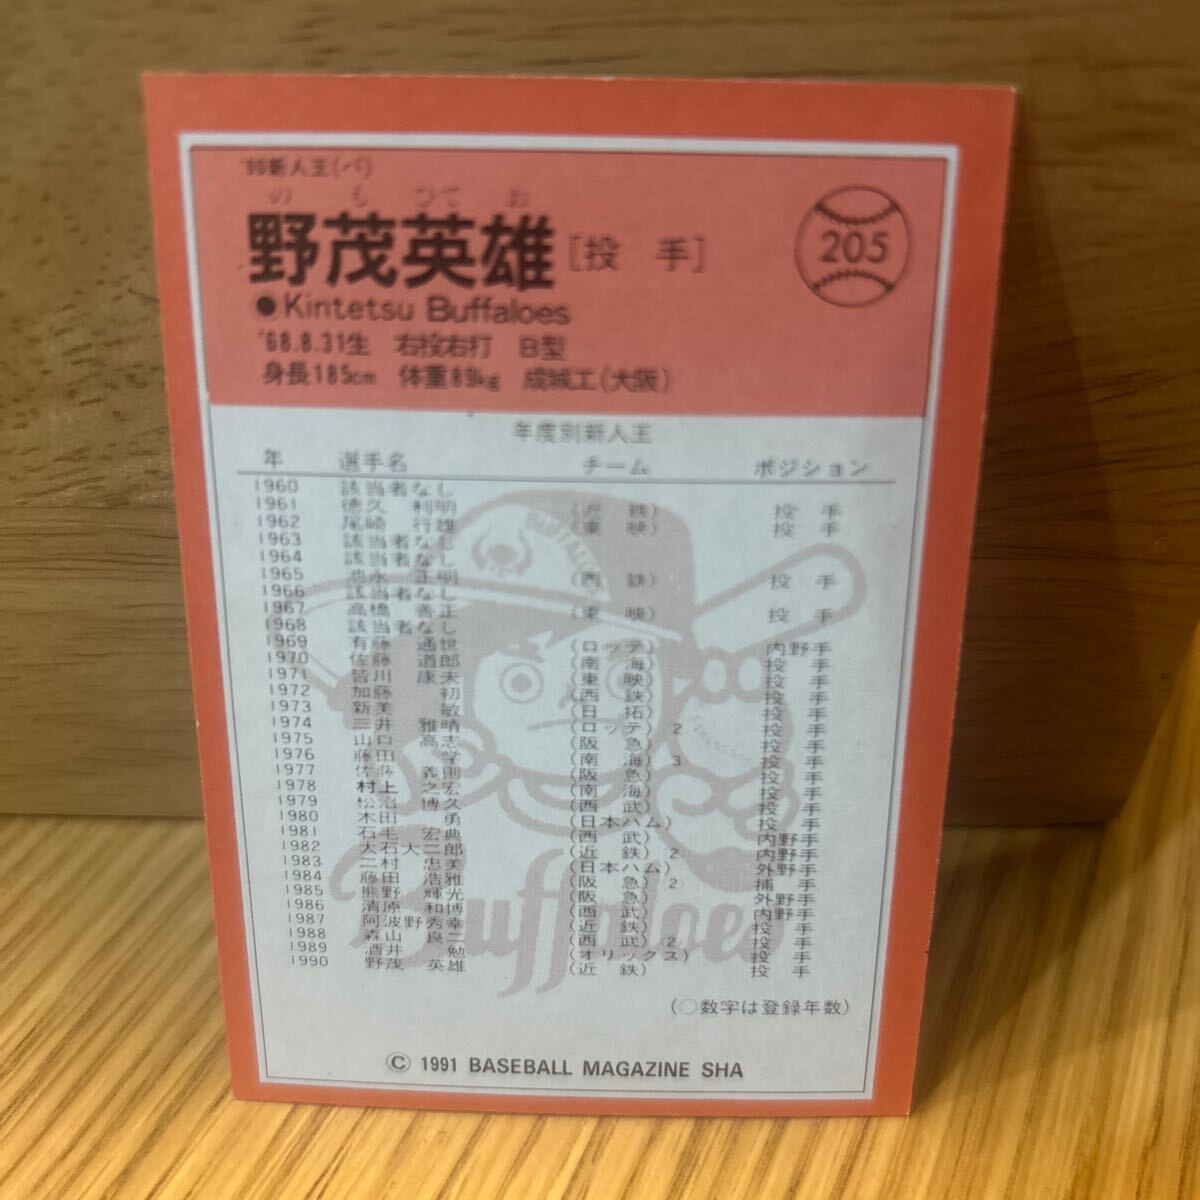 '90新人王(パ)
の も ひで お
野茂英雄 [投 手]
205
●Kintetsu Buffaloes
'68.8.31生 右投右打 B型
身長185cm 体重89kg 成城工(大阪)
年度別新人王
年 選手名 チーム ポジション
1960 該当者なし
1961 徳久 利明 (近 鉄) 投 手
1962 尾崎 行雄 (東 映) 投 手
1963 該当者なし
1964 該当者なし
1965 池永 正明 (西 鉄) 投 手
1966 該当者なし
1967 高橋 善正 (東 映) 投 手
1968 該当者なし
1969 有藤 通世 (ロッテ) 内野手
1970 佐藤 道郎 (南 海) 投 手
1971 皆川 康夫 (東 映) 投 手
1972 加藤 初 (西 鉄) 投 手
1973 新美 敏 (日 拓) 投 手
1974 三井 雅晴 (ロッテ) 2 投 手
1975 山口 高志 (阪 急) 投 手
1976 藤田 学 (南 海) 3 投 手
1977 佐藤 義則 (阪 急) 投 手
1978 村上 之宏 (南 海) 投 手
1979 松沼 博久 (西 武) 投 手
1980 木田 勇 (日本ハム) 投 手
1981 石毛 宏典 (西 武) 内野手
1982 大石 大二郎 (近 鉄) 2 内野手
1983 二村 忠美 (日本ハム) 外野手
1984 藤田 浩雅 (阪 急) 2 捕 手
1985 熊野 輝光 (阪 急) 外野手
1986 清原 和博 (西 武) 内野手
1987 阿波野 秀幸 (近 鉄) 投 手
1988 森山 良二 (西 武) 2 投 手
1989 酒井 勉 (オリックス) 投 手
1990 野茂 英雄 (近 鉄) 投 手
BUFFALOES
Buffaloes
(○数字は登録年数)
© 1991 BASEBALL MAGAZINE SHA